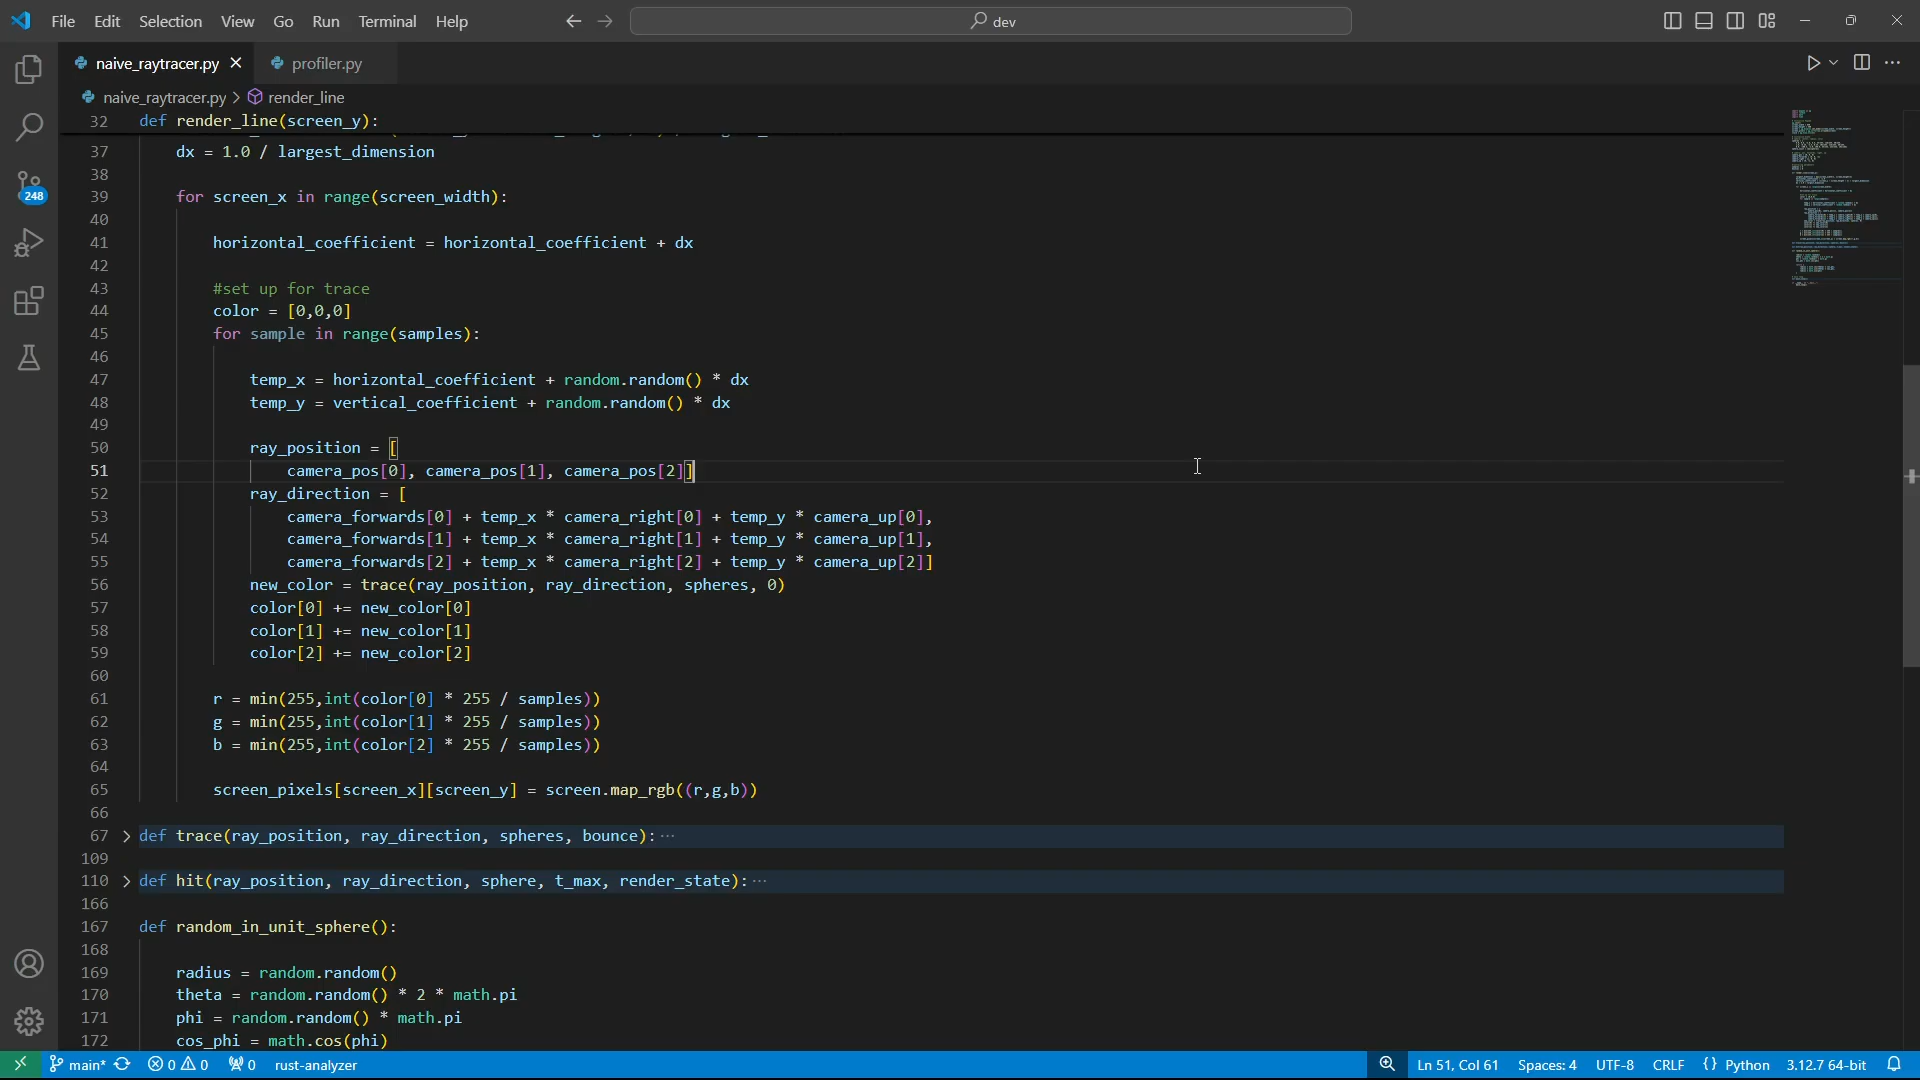 File Edit Selection View Go Run Terminal Help
dev
naive_raytracer.py
profiler.py
naive_raytracer.py > render_line
32 def render_line(screen_y):
37 dx = 1.0 / largest_dimension
38
39 for screen_x in range(screen_width):
40
41 horizontal_coefficient = horizontal_coefficient + dx
42
43 #set up for trace
44 color = [0,0,0]
45 for sample in range(samples):
46
47 temp_x = horizontal_coefficient + random.random() * dx
48 temp_y = vertical_coefficient + random.random() * dx
49
50 ray_position = [
51 camera_pos[0], camera_pos[1], camera_pos[2]]
52 ray_direction = [
53 camera_forwards[0] + temp_x * camera_right[0] + temp_y * camera_up[0],
54 camera_forwards[1] + temp_x * camera_right[1] + temp_y * camera_up[1],
55 camera_forwards[2] + temp_x * camera_right[2] + temp_y * camera_up[2]]
56 new_color = trace(ray_position, ray_direction, spheres, 0)
57 color[0] += new_color[0]
58 color[1] += new_color[1]
59 color[2] += new_color[2]
60
61 r = min(255,int(color[0] * 255 / samples))
62 g = min(255,int(color[1] * 255 / samples))
63 b = min(255,int(color[2] * 255 / samples))
64
65 screen_pixels[screen_x][screen_y] = screen.map_rgb((r,g,b))
66
67 def trace(ray_position, ray_direction, spheres, bounce):···
109
110 def hit(ray_position, ray_direction, sphere, t_max, render_state):···
166
167 def random_in_unit_sphere():
168
169 radius = random.random()
170 theta = random.random() * 2 * math.pi
171 phi = random.random() * math.pi
172 cos_phi = math.cos(phi)
248
main* 0 0 0 rust-analyzer Ln 51, Col 61 Spaces: 4 UTF-8 CRLF {} Python 3.12.7 64-bit